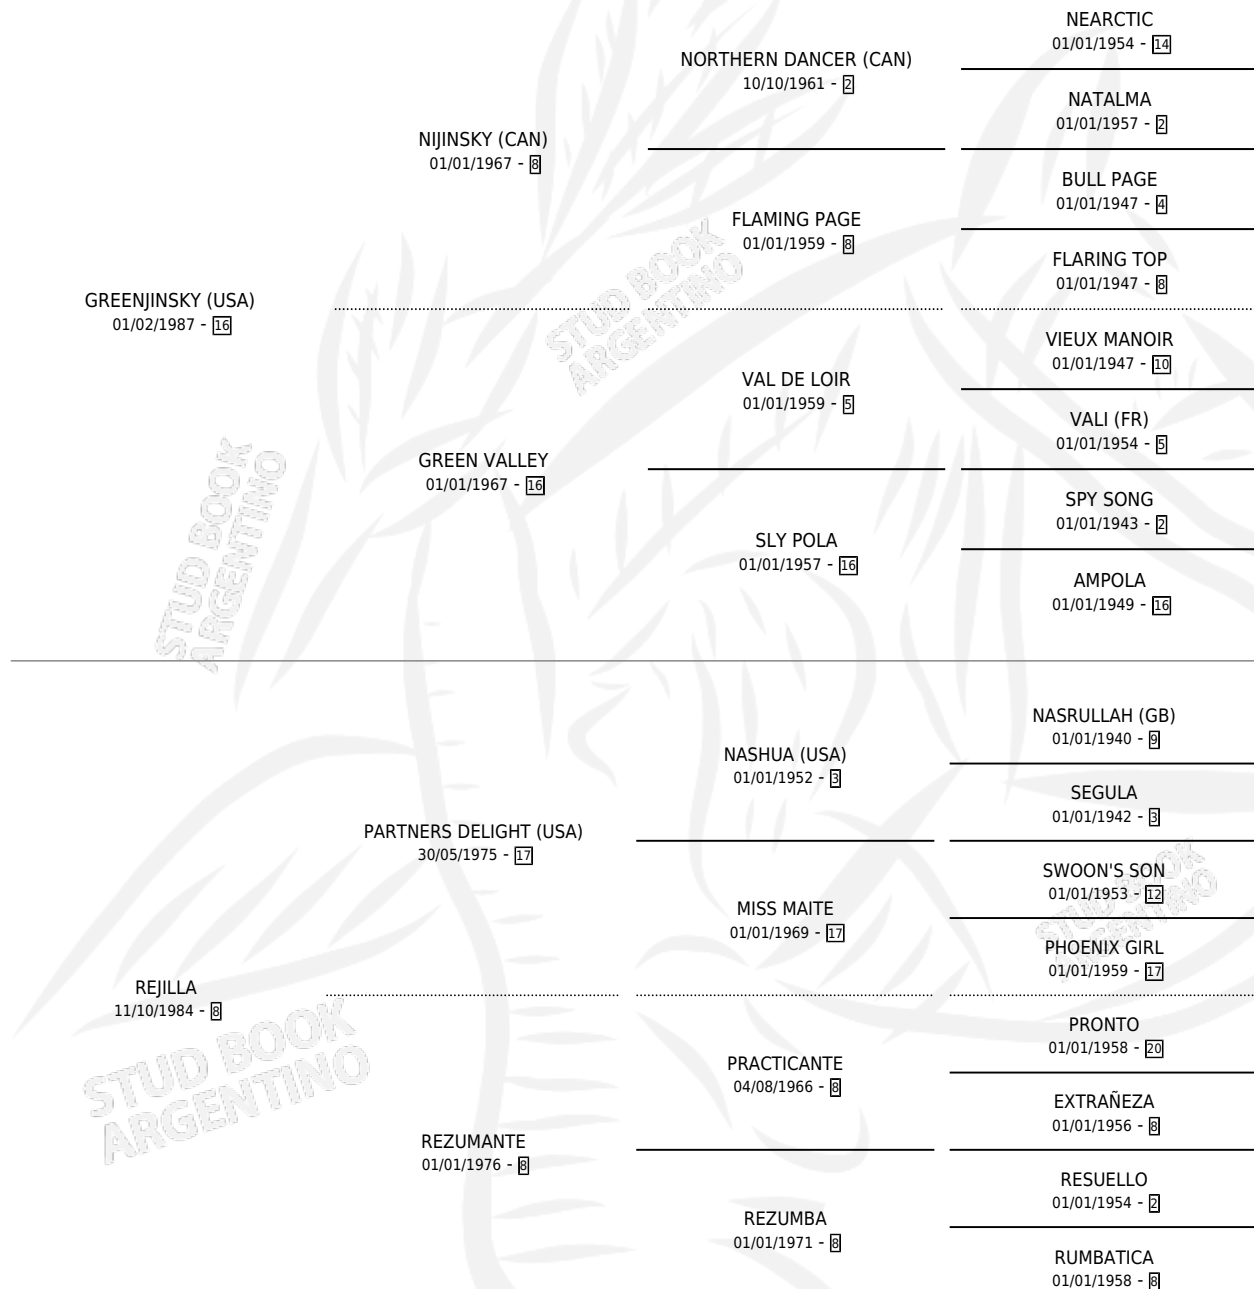 NEARCTIC
01/01/1954 - 14
NORTHERN DANCER (CAN)
10/10/1961 - 2
NATALMA
01/01/1957 - 2
NIJINSKY (CAN)
01/01/1967 - 8
BULL PAGE
01/01/1947 - 4
FLAMING PAGE
01/01/1959 - 8
FLARING TOP
01/01/1947 - 8
GREENJINSKY (USA)
01/02/1987 - 16
STUD BOOK
ARGENTINO
VIEUX MANOIR
01/01/1947 - 10
VAL DE LOIR
01/01/1959 - 5
VALI (FR)
01/01/1954 - 5
GREEN VALLEY
01/01/1967 - 16
SPY SONG
01/01/1943 - 2
SLY POLA
01/01/1957 - 16
AMPOLA
01/01/1949 - 16
STUD BOOK
ARGENTINO
NASRULLAH (GB)
01/01/1940 - 9
NASHUA (USA)
01/01/1952 - 3
SEGULA
01/01/1942 - 3
PARTNERS DELIGHT (USA)
30/05/1975 - 17
SWOON'S SON
01/01/1953 - 12
MISS MAITE
01/01/1969 - 17
STUD BOOK
ARGENTINO
PHOENIX GIRL
01/01/1959 - 17
REJILLA
11/10/1984 - 8
STUD BOOK
ARGENTINO
PRONTO
01/01/1958 - 20
PRACTICANTE
04/08/1966 - 8
EXTRAÑEZA
01/01/1956 - 8
REZUMANTE
01/01/1976 - 8
RESUELLO
01/01/1954 - 2
REZUMBA
01/01/1971 - 8
RUMBATICA
01/01/1958 - 8